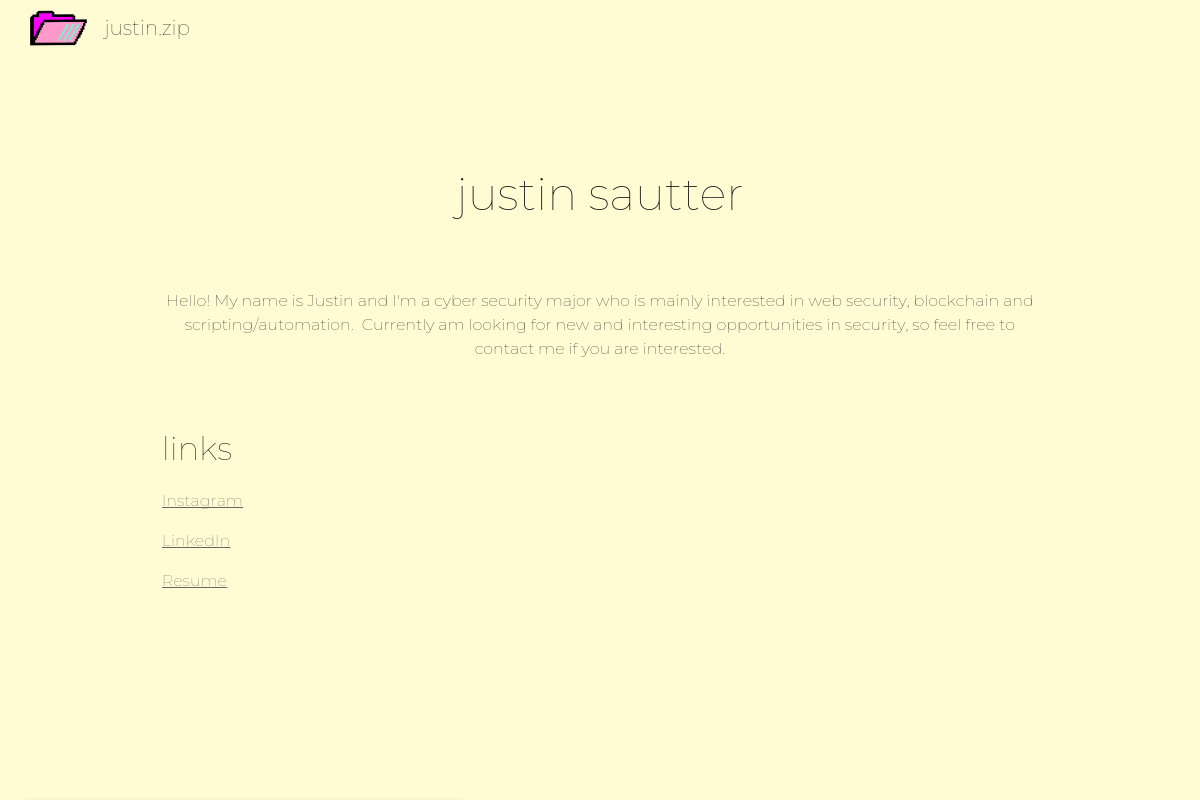 justin.zip
justin sautter
Hello! My name is Justin and I'm a cyber security major who is mainly interested in web security, blockchain and
scripting/automation.  Currently am looking for new and interesting opportunities in security, so feel free to
contact me if you are interested.
links
Instagram
LinkedIn
Resume